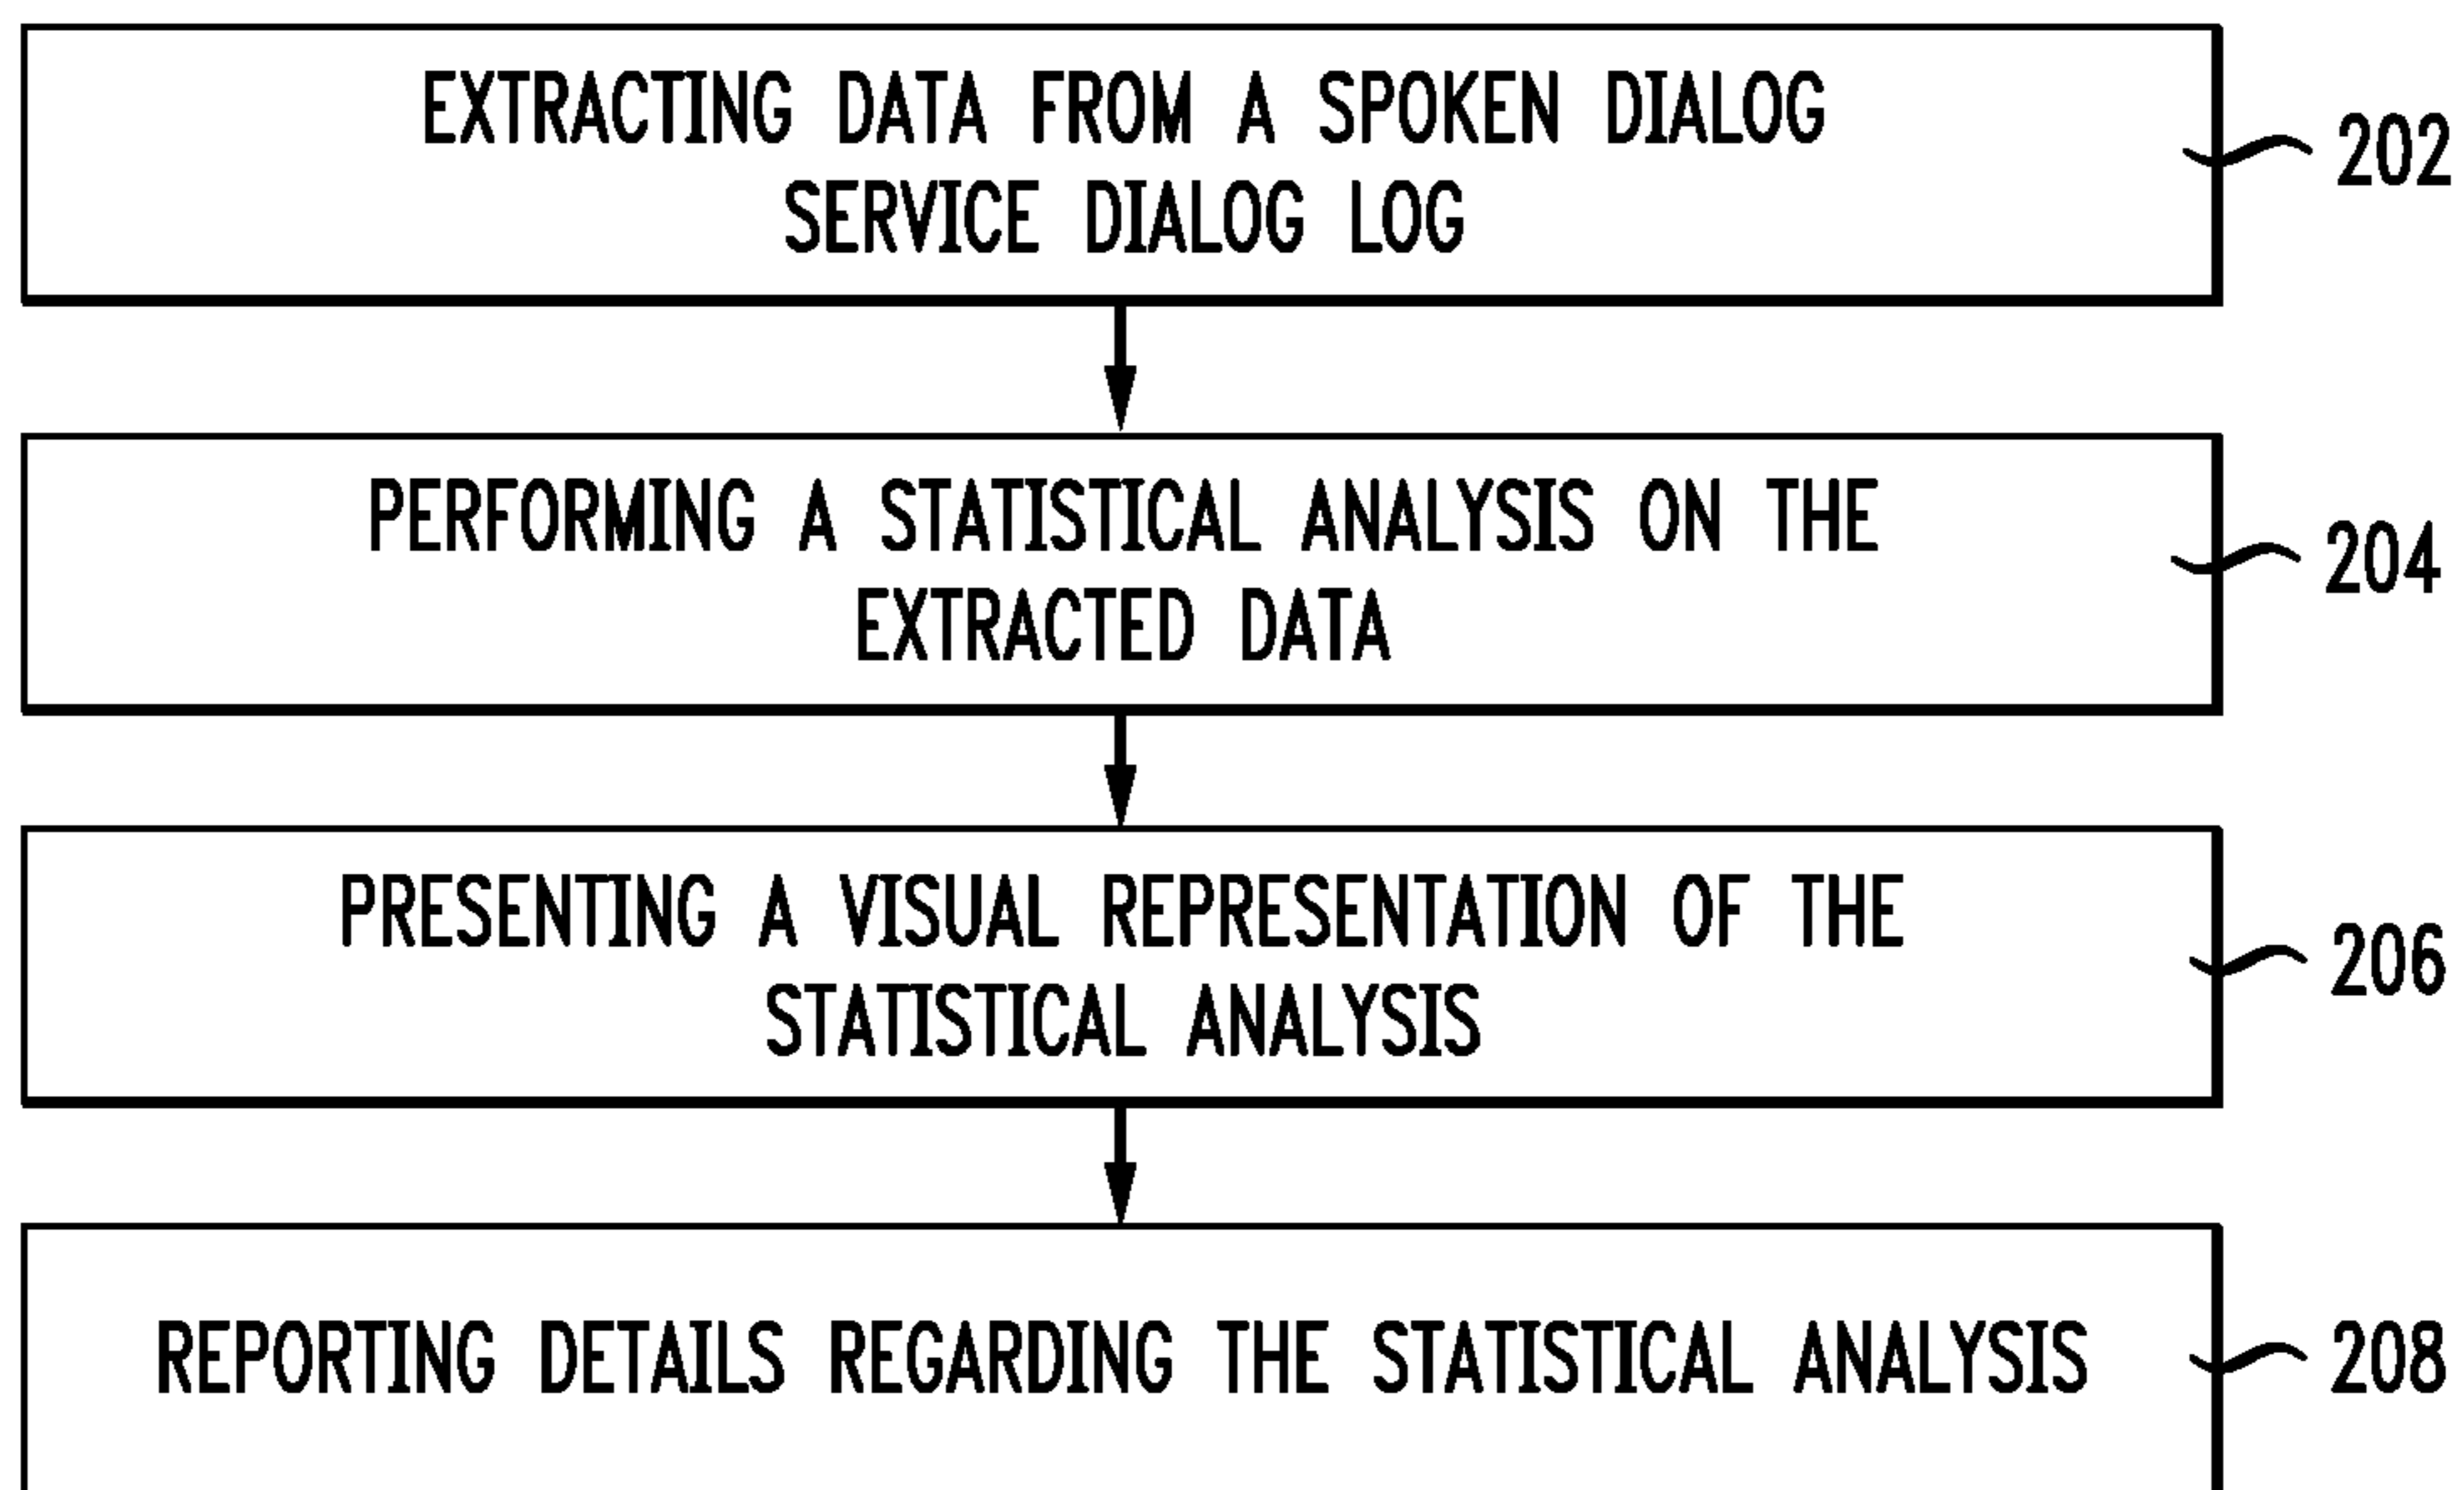 EXTRACTING DATA FROM A SPOKEN DIALOG
SERVICE DIALOG LOG
202
PERFORMING A STATISTICAL ANALYSIS ON THE
EXTRACTED DATA
204
PRESENTING A VISUAL REPRESENTATION OF THE
STATISTICAL ANALYSIS
206
REPORTING DETAILS REGARDING THE STATISTICAL ANALYSIS
208